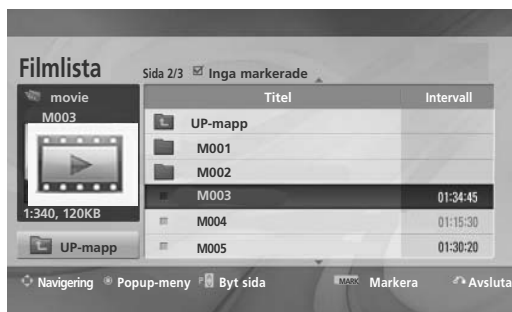 Filmlista
Sida 2/3 Inga markerade
movie
M003
1:340, 120KB
UP-mapp
Titel Intervall
UP-mapp
M001
M002
M003 01:34:45
M004 01:15:30
M005 01:30:20
Navigering Popup-meny P Byt sida MARK Markera Avsluta